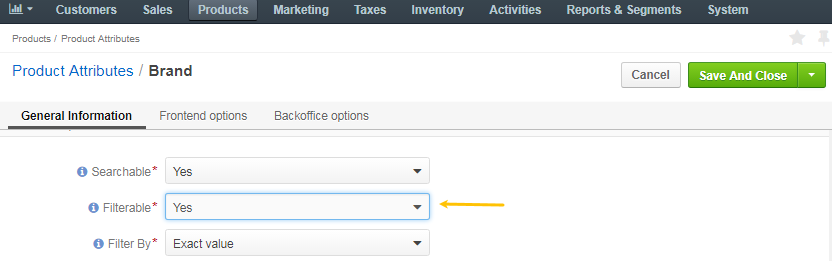 Customers Sales Products Marketing Taxes Inventory Activities Reports & Segments System
Products / Product Attributes
Product Attributes / Brand
Cancel
Save And Close
General Information Frontend options Backoffice options
Searchable* Yes
Filterable* Yes
Filter By* Exact value